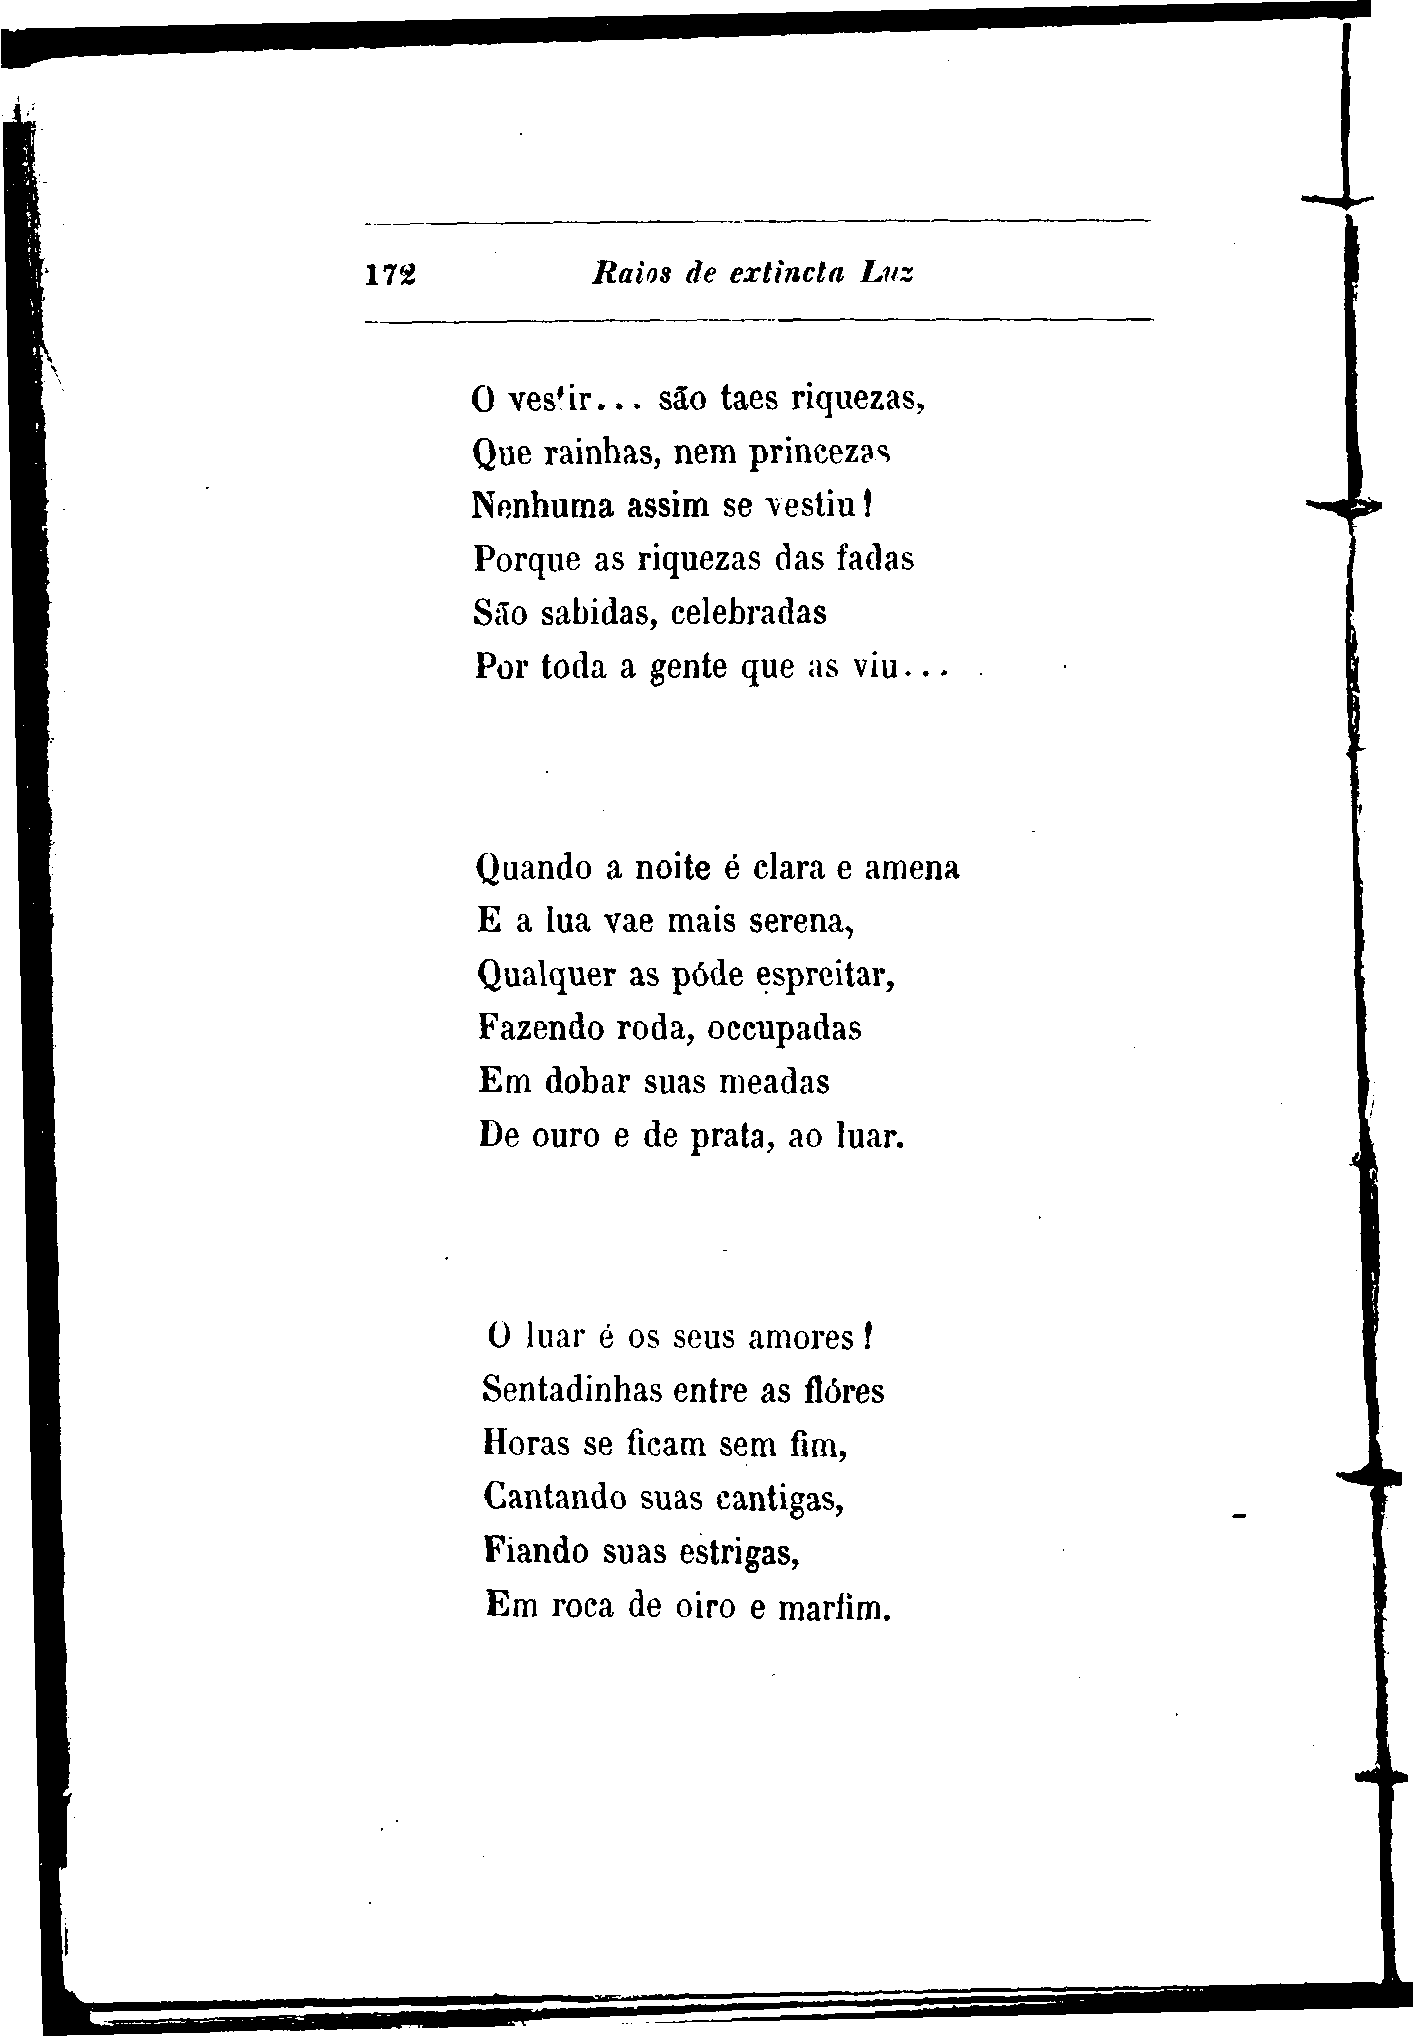 172 Raios de extincta Luz
O vestir... são taes riquezas,
Que rainhas, nem princezas
Nenhuma assim se vestiu!
Porque as riquezas das fadas
São sabidas, celebradas
Por toda a gente que as viu...
Quando a noite é clara e amena
E a lua vae mais serena,
Qualquer as póde espreitar,
Fazendo roda, occupadas
Em dobar suas meadas
De ouro e de prata, ao luar.
O luar é os seus amores!
Sentadinhas entre as flóres
Horas se ficam sem fim,
Cantando suas cantigas,
Fiando suas estrigas,
Em roca de oiro e marfim.